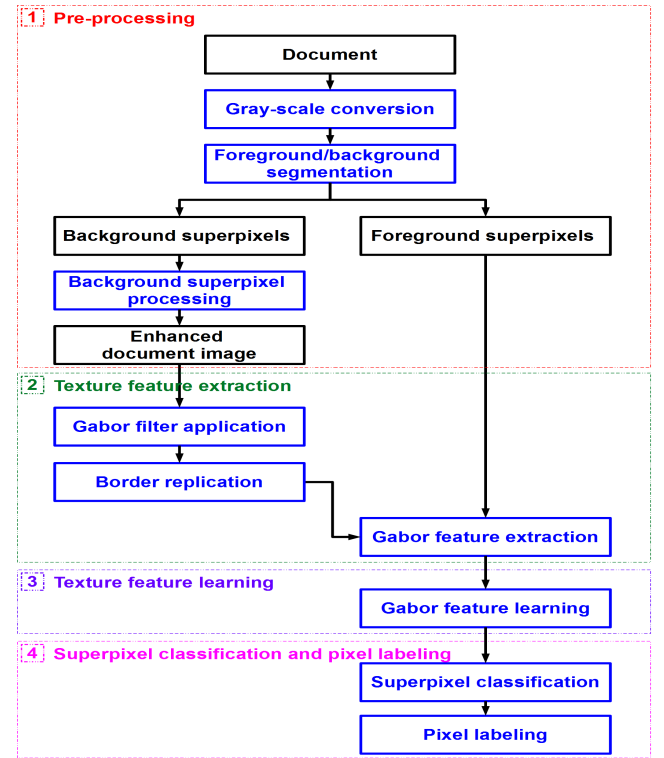 1 Pre-processing
Document
Gray-scale conversion
Foreground/background
segmentation
Background superpixels
Foreground superpixels
Background superpixel
processing
Enhanced
document image
2 Texture feature extraction
Gabor filter application
Border replication
Gabor feature extraction
3 Texture feature learning
Gabor feature learning
4 Superpixel classification and pixel labeling
Superpixel classification
Pixel labeling